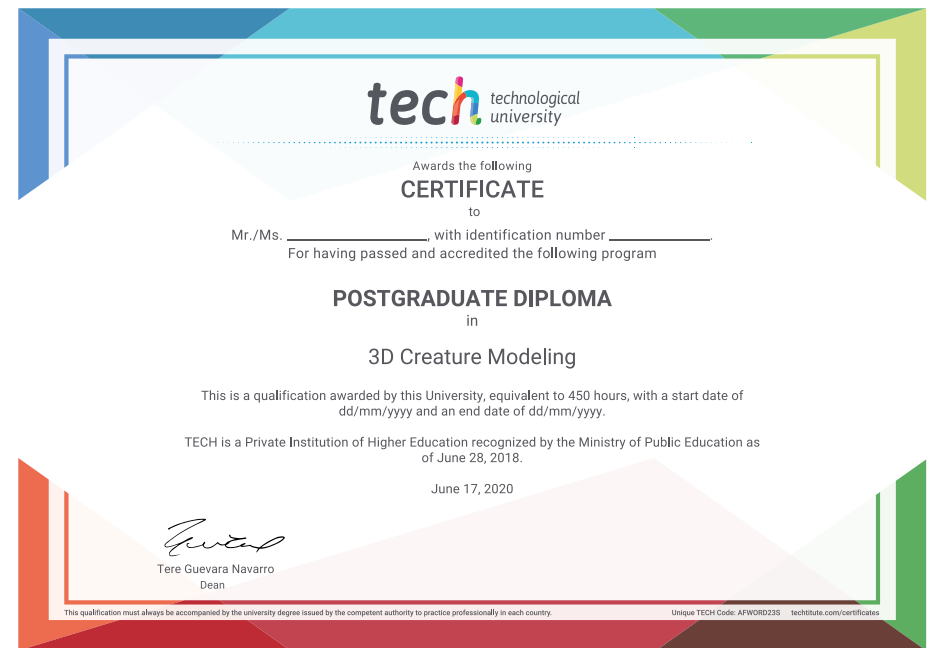 tech technological
university
Awards the following
CERTIFICATE
to
Mr./Ms. ____________________, with identification number ______________.
For having passed and accredited the following program
POSTGRADUATE DIPLOMA
in
3D Creature Modeling
This is a qualification awarded by this University, equivalent to 450 hours, with a start date of
dd/mm/yyyy and an end date of dd/mm/yyyy.
TECH is a Private Institution of Higher Education recognized by the Ministry of Public Education as
of June 28, 2018.
June 17, 2020
Tere Guevara Navarro
Dean
This qualification must always be accompanied by the university degree issued by the competent authority to practice professionally in each country. Unique TECH Code: AFWORD23S techtitute.com/certificates